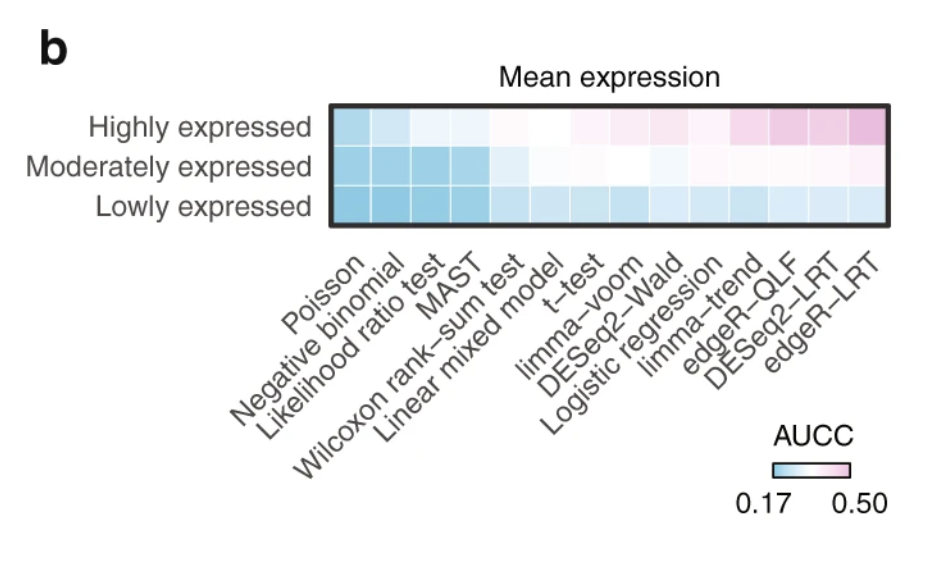 b
Mean expression
Highly expressed
Moderately expressed
Lowly expressed
Poisson
Negative binomial
Likelihood ratio test
MAST
Wilcoxon rank−sum test
Linear mixed model
t−test
limma−voom
DESeq2−Wald
Logistic regression
limma−trend
edgeR−QLF
DESeq2−LRT
edgeR−LRT
AUCC
0.17 0.50